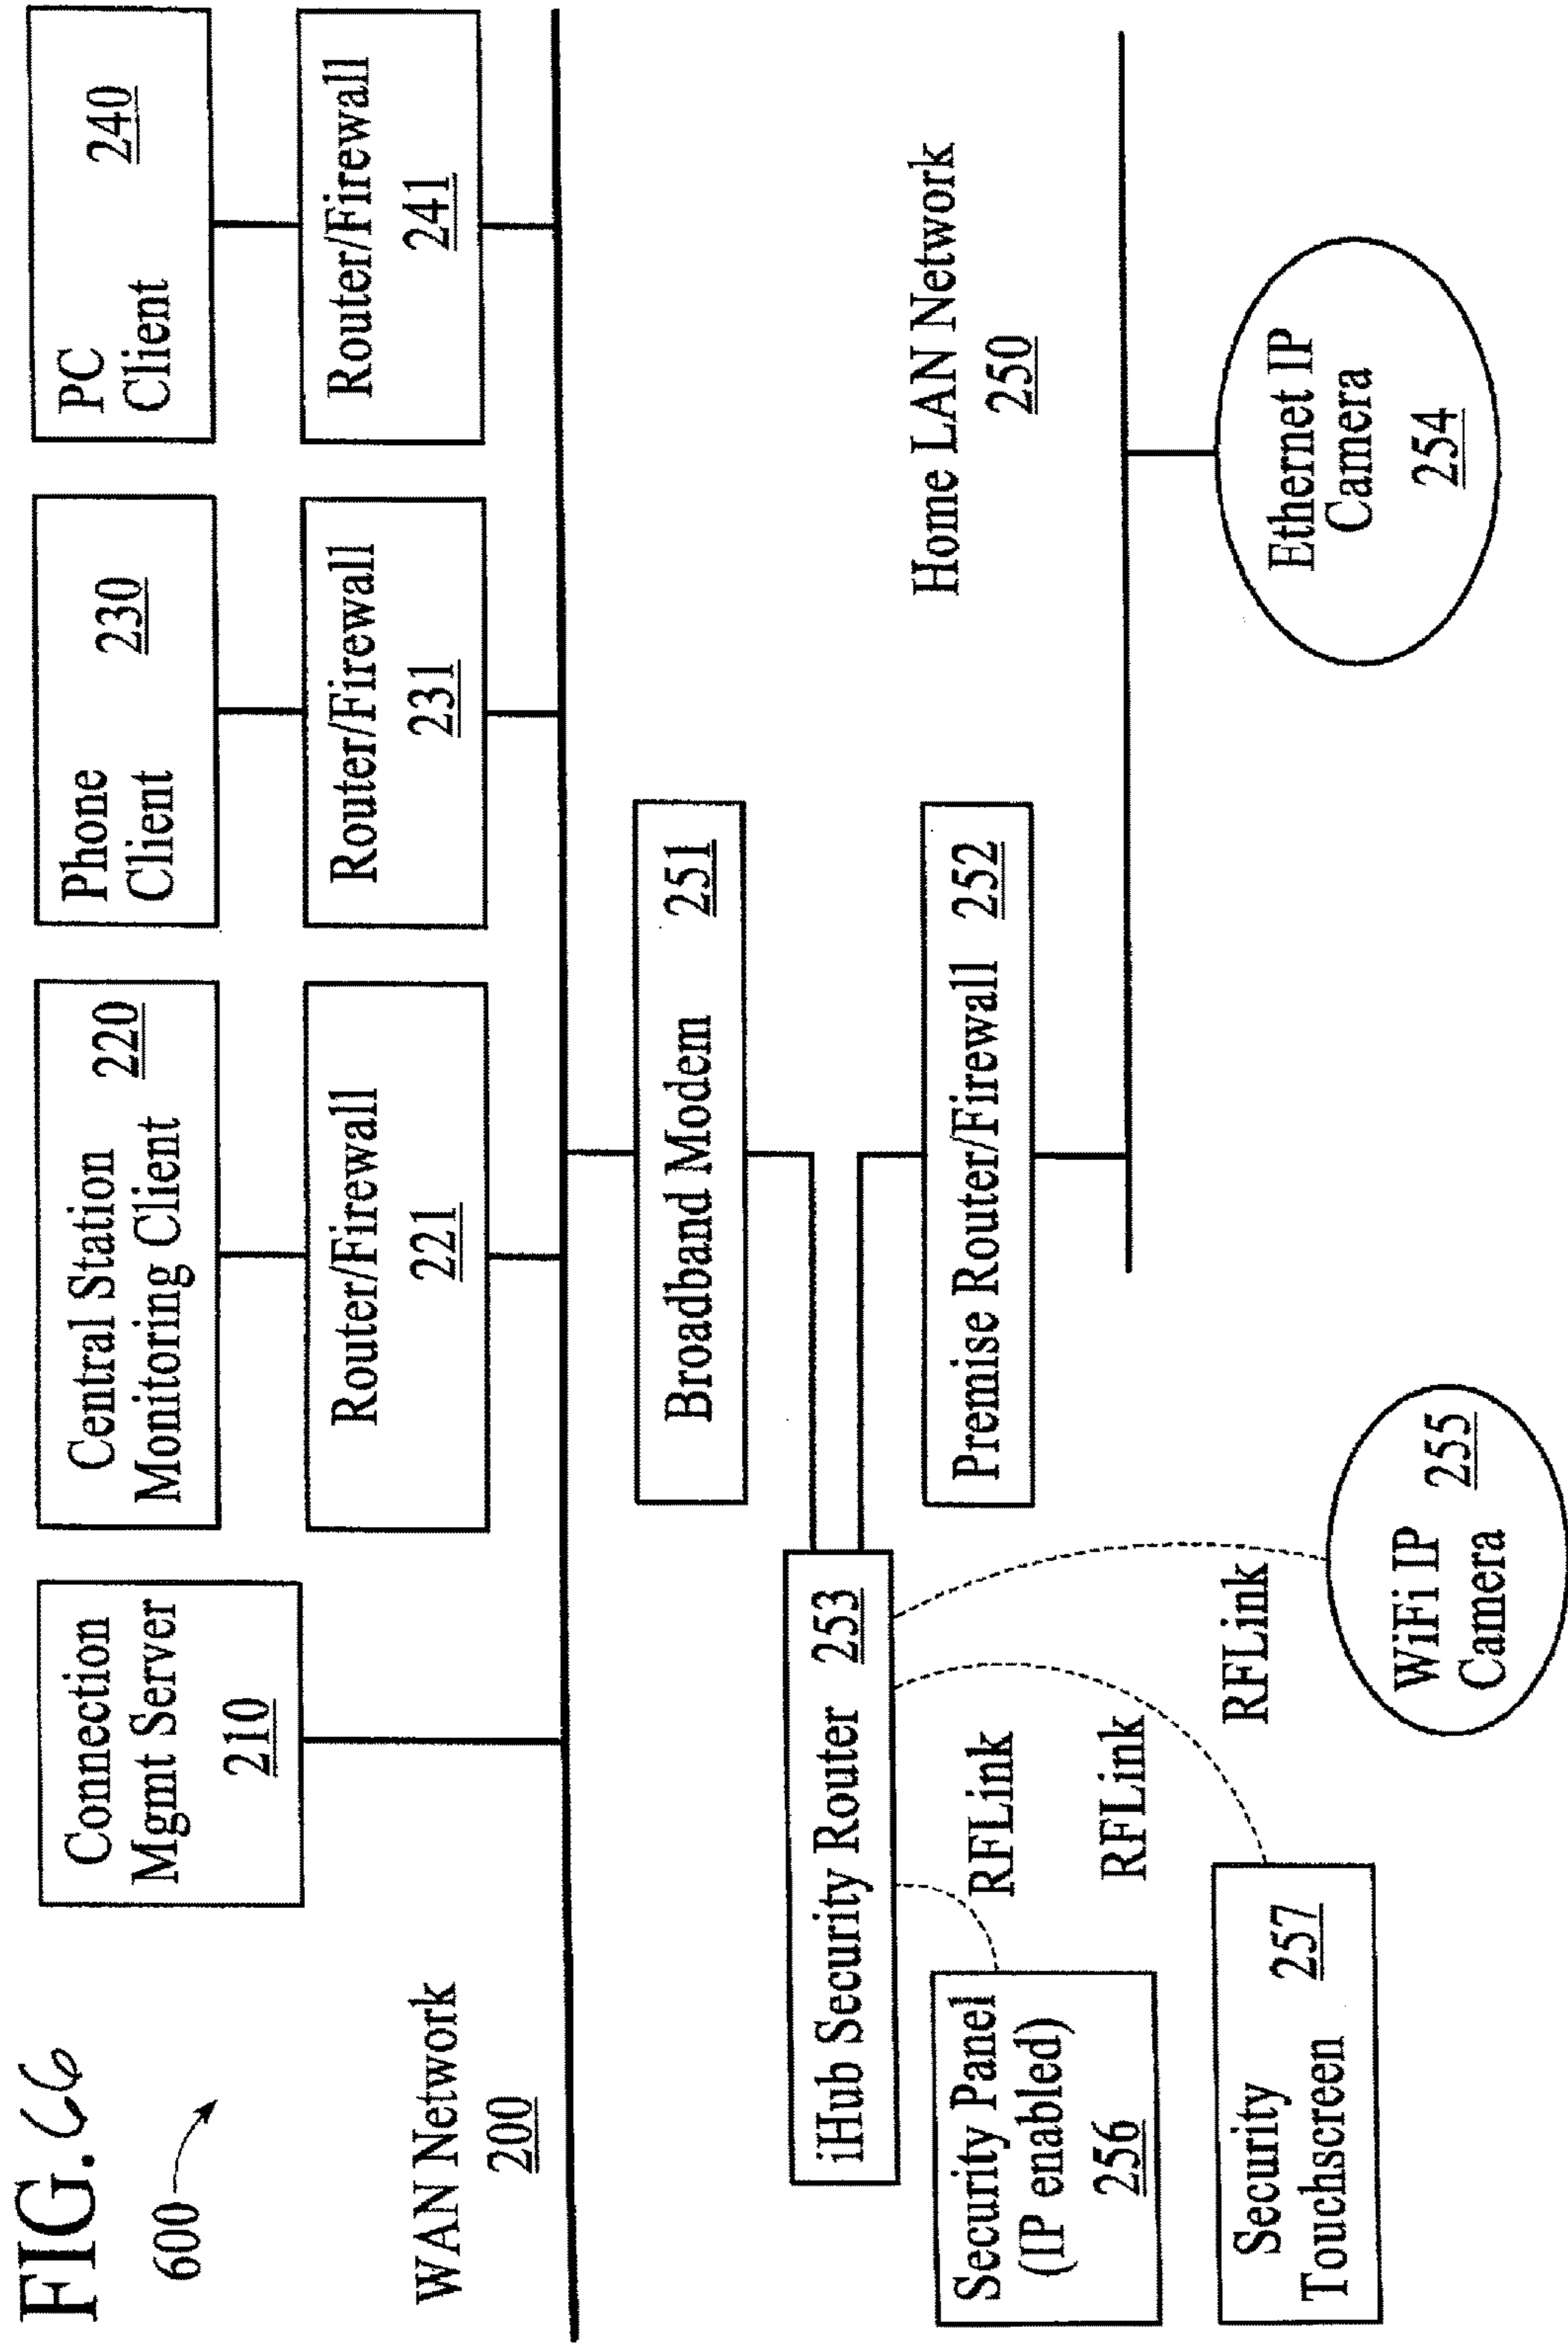 FIG. 66
600
Connection
Mgmt Server
210
Central Station
Monitoring Client
220
Phone
Client
230
PC
Client
240
Router/Firewall
221
Router/Firewall
231
Router/Firewall
241
WAN Network
200
Broadband Modem 251
iHub Security Router 253
Premise Router/Firewall 252
Home LAN Network
250
Security Panel
(IP enabled)
256
RFLink
RFLink
RFLink
Security
Touchscreen
257
WiFi IP
Camera
255
Ethernet IP
Camera
254